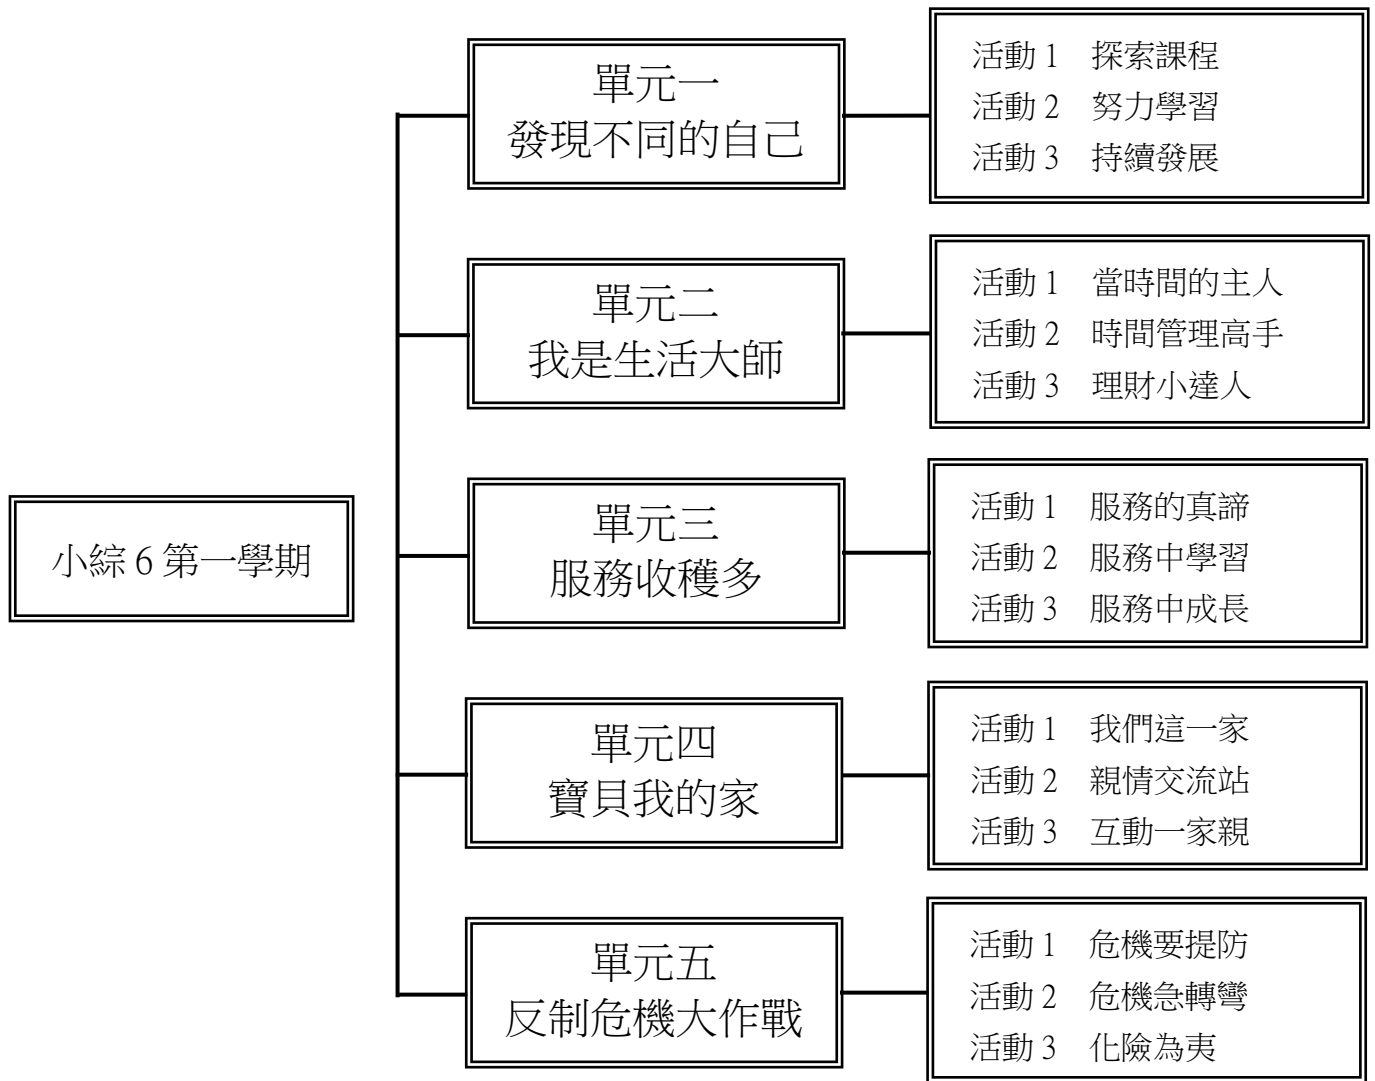 小綜 6 第一學期
單元一
發現不同的自己
活動 1　探索課程
活動 2　努力學習
活動 3　持續發展
單元二
我是生活大師
活動 1　當時間的主人
活動 2　時間管理高手
活動 3　理財小達人
單元三
服務收穫多
活動 1　服務的真諦
活動 2　服務中學習
活動 3　服務中成長
單元四
寶貝我的家
活動 1　我們這一家
活動 2　親情交流站
活動 3　互動一家親
單元五
反制危機大作戰
活動 1　危機要提防
活動 2　危機急轉彎
活動 3　化險為夷